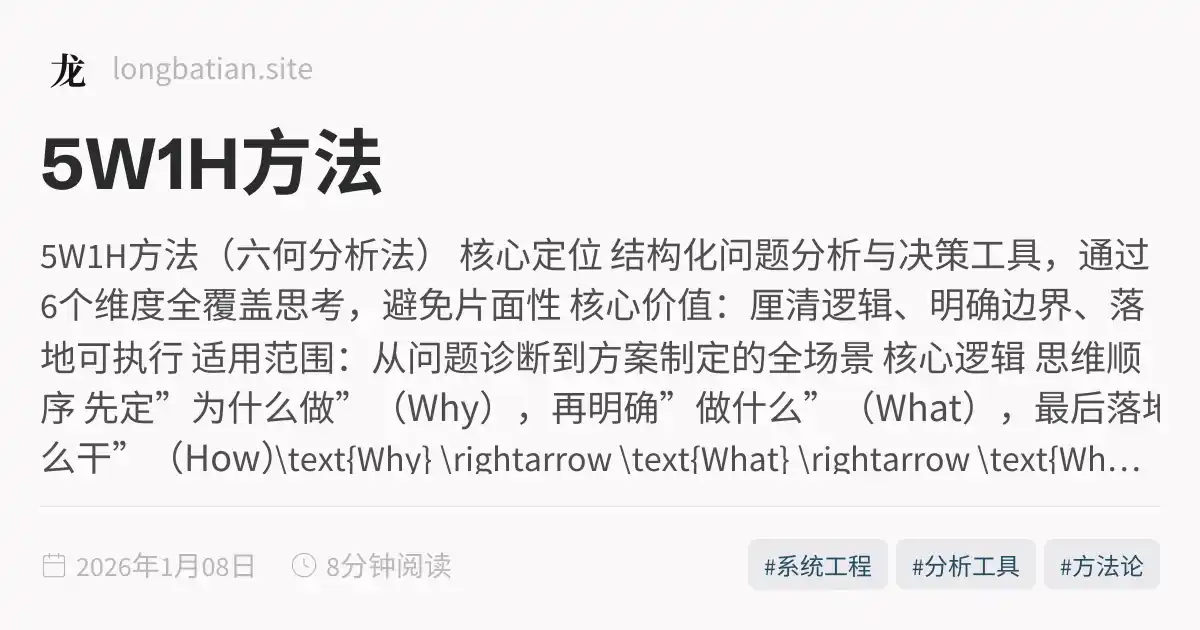 龙 longbatian.site
5W1H方法
5W1H方法（六何分析法） 核心定位 结构化问题分析与决策工具，通过
6个维度全覆盖思考，避免片面性 核心价值：厘清逻辑、明确边界、落
地可执行 适用范围：从问题诊断到方案制定的全场景 核心逻辑 思维顺
序 先定”为什么做”（Why），再明确”做什么”（What），最后落地
么干”（How)\text{Why} \rightarrow \text{What} \rightarrow \text{Wh…
2026年1月08日 8分钟阅读 #系统工程 #分析工具 #方法论